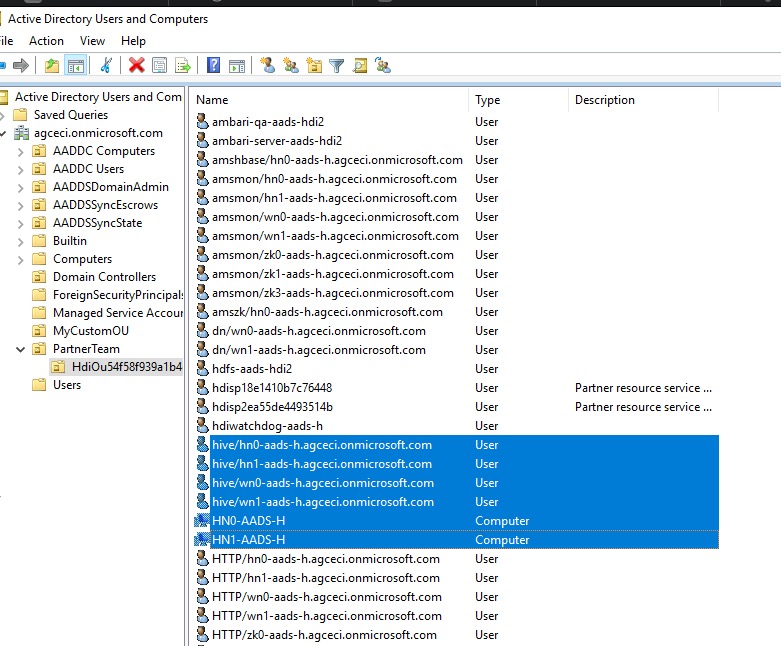 Active Directory Users and Computers
File Action View Help
Active Directory Users and Com
Saved Queries
agceci.onmicrosoft.com
AADDC Computers
AADDC Users
AADDSDomainAdmin
AADDSSyncEscrows
AADDSSyncState
Builtin
Computers
Domain Controllers
ForeignSecurityPrincipals
Managed Service Accour
MyCustomOU
PartnerTeam
HdiOu54f58f939a1b4
Users
Name Type Description
ambari-qa-aads-hdi2 User
ambari-server-aads-hdi2 User
amshbase/hn0-aads-h.agceci.onmicrosoft.com User
amsmon/hn0-aads-h.agceci.onmicrosoft.com User
amsmon/hn1-aads-h.agceci.onmicrosoft.com User
amsmon/wn0-aads-h.agceci.onmicrosoft.com User
amsmon/wn1-aads-h.agceci.onmicrosoft.com User
amsmon/zk0-aads-h.agceci.onmicrosoft.com User
amsmon/zk1-aads-h.agceci.onmicrosoft.com User
amsmon/zk3-aads-h.agceci.onmicrosoft.com User
amszk/hn0-aads-h.agceci.onmicrosoft.com User
dn/wn0-aads-h.agceci.onmicrosoft.com User
dn/wn1-aads-h.agceci.onmicrosoft.com User
hdfs-aads-hdi2 User
hdisp18e1410b7c76448 User Partner resource service ...
hdisp2ea55de4493514b User Partner resource service ...
hdiwatchdog-aads-h User
hive/hn0-aads-h.agceci.onmicrosoft.com User
hive/hn1-aads-h.agceci.onmicrosoft.com User
hive/wn0-aads-h.agceci.onmicrosoft.com User
hive/wn1-aads-h.agceci.onmicrosoft.com User
HN0-AADS-H Computer
HN1-AADS-H Computer
HTTP/hn0-aads-h.agceci.onmicrosoft.com User
HTTP/hn1-aads-h.agceci.onmicrosoft.com User
HTTP/wn0-aads-h.agceci.onmicrosoft.com User
HTTP/wn1-aads-h.agceci.onmicrosoft.com User
HTTP/zk0-aads-h.agceci.onmicrosoft.com User